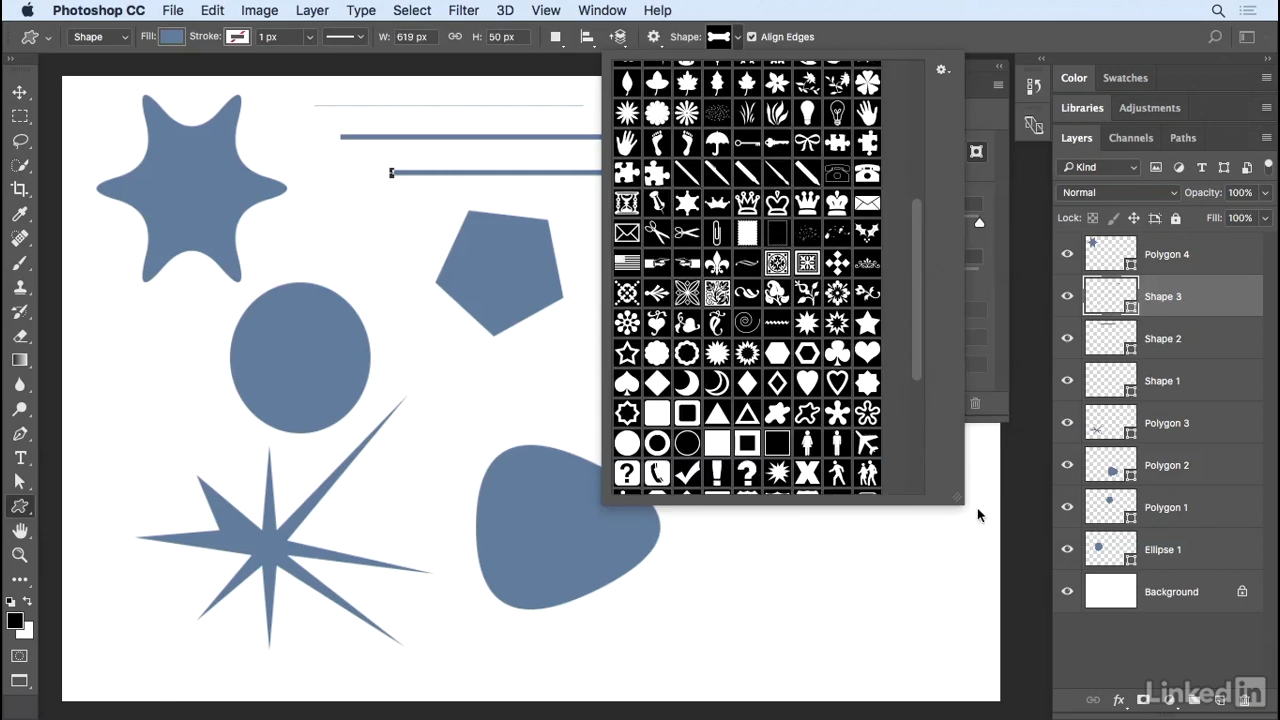 Photoshop CC File Edit Image Layer Type Select Filter 3D View Window Help
Shape Fill: Stroke: 1 px W: 619 px H: 50 px Shape: Align Edges
Color Swatches
Libraries Adjustments
Layers Channels Paths
Kind
Normal Opacity: 100%
Lock: Fill: 100%
Polygon 4
Shape 3
Shape 2
Shape 1
Polygon 3
Polygon 2
Polygon 1
Ellipse 1
Background
Linked in